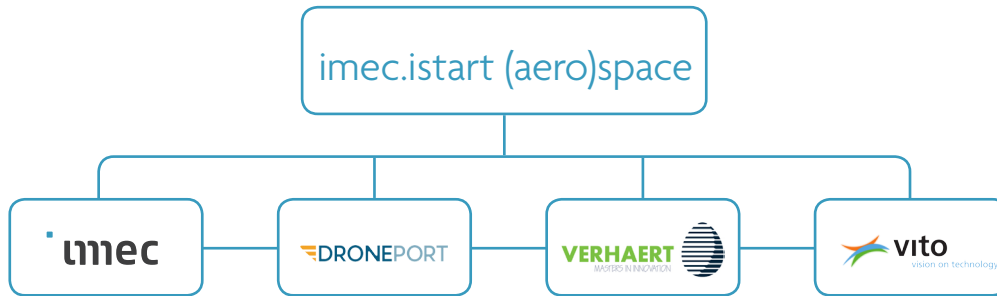 imec.istart (aero)space
imec
DRONEPORT
VERHAERT
MASTERS IN INNOVATION
vito
vision on technology